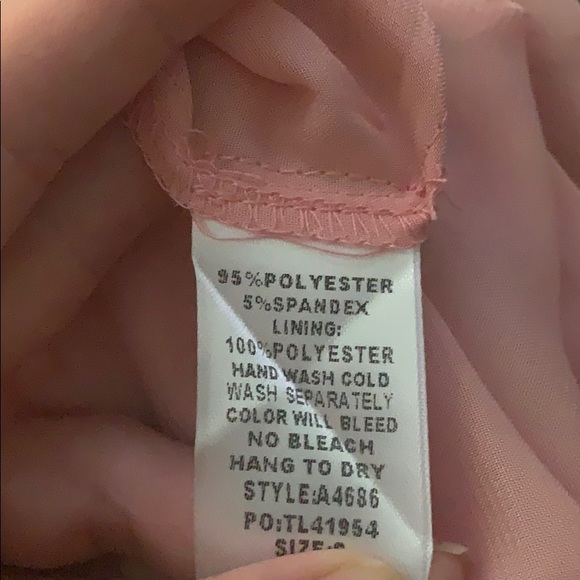 95%POLYESTER
5%SPANDEX
LINING:
100%POLYESTER
HAND WASH COLD
WASH SEPARATELY
COLOR WILL BLEED
NO BLEACH
HANG TO DRY
STYLE:A4686
PO:TL41954
SIZE: